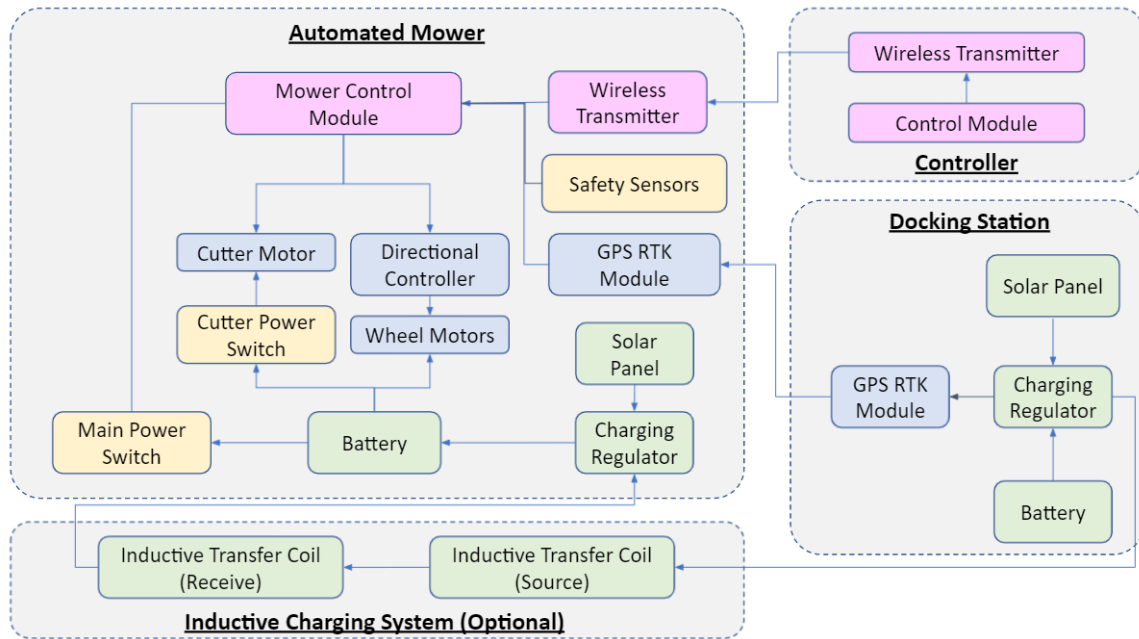 Automated Mower
Mower Control
Module
Wireless
Transmitter
Safety Sensors
Cutter Motor
Directional
Controller
GPS RTK
Module
Cutter Power
Switch
Wheel Motors
Solar
Panel
Main Power
Switch
Battery
Charging
Regulator
Wireless Transmitter
Control Module
Controller
Docking Station
Solar Panel
GPS RTK
Module
Charging
Regulator
Battery
Inductive Transfer Coil
(Receive)
Inductive Transfer Coil
(Source)
Inductive Charging System (Optional)